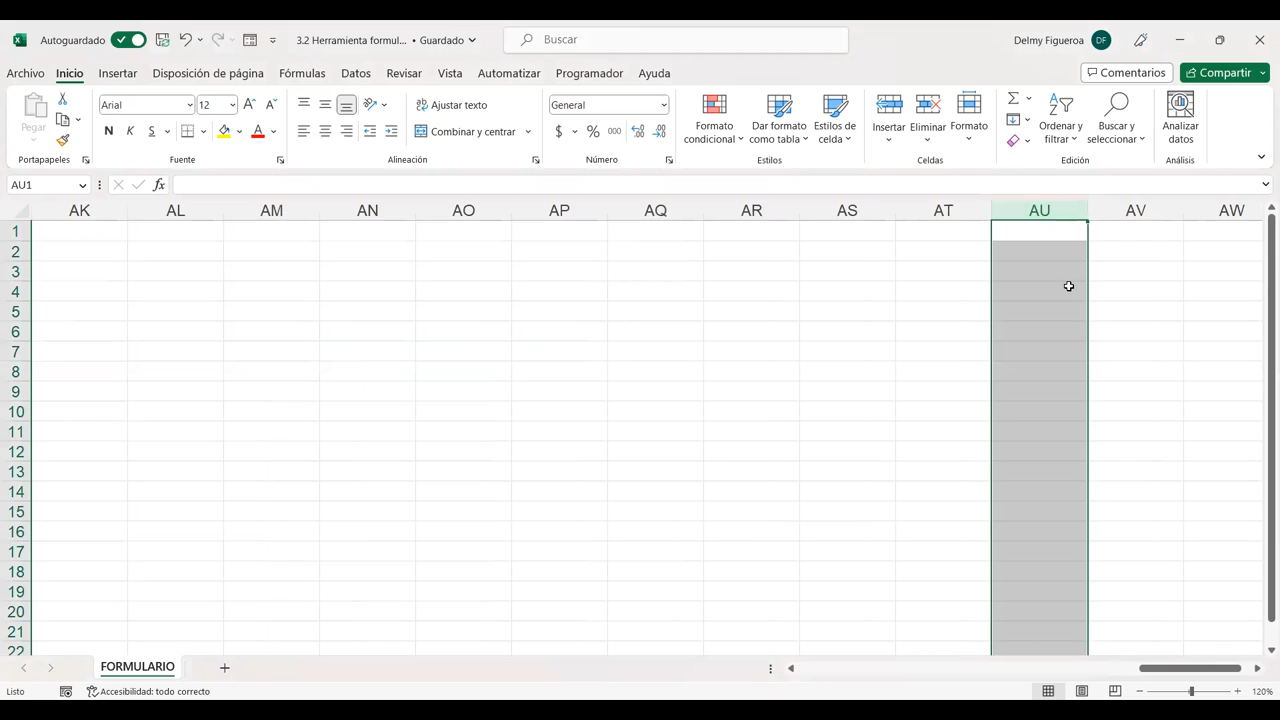 Autoguardado
3.2 Herramienta formul... • Guardado
Buscar
Delmy Figueroa DF
Archivo Inicio Insertar Disposición de página Fórmulas Datos Revisar Vista Automatizar Programador Ayuda
Comentarios Compartir
Pegar
Portapapeles
Arial 12
N K S
Fuente
Ajustar texto
Combinar y centrar
Alineación
General
$ % 000
Número
Formato condicional
Dar formato como tabla
Estilos de celda
Estilos
Insertar Eliminar Formato
Celdas
Ordenar y filtrar
Buscar y seleccionar
Edición
Analizar datos
Análisis
AU1 fx
AK AL AM AN AO AP AQ AR AS AT AU AV AW
1
2
3
4
5
6
7
8
9
10
11
12
13
14
15
16
17
18
19
20
21
22
FORMULARIO
Listo Accesibilidad: todo correcto 120%